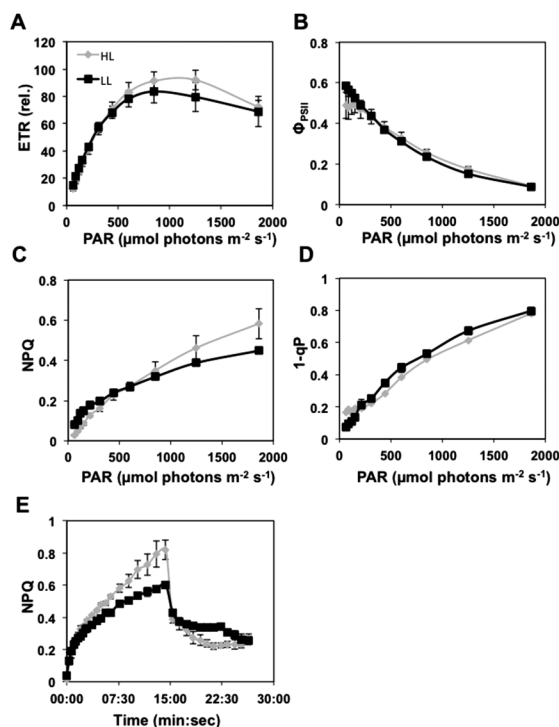 A
B
120
100
80
60
40
20
0
ETR (rel.)
HL
LL
0 500 1000 1500 2000
PAR (µmol photons m-2 s-1)
0.8
0.6
0.4
0.2
0
ΦPSII
0 500 1000 1500 2000
PAR (µmol photons m-2 s-1)
C
D
0.8
0.6
0.4
0.2
0
NPQ
0 500 1000 1500 2000
PAR (µmol photons m-2 s-1)
1
0.8
0.6
0.4
0.2
0
1-qP
0 500 1000 1500 2000
PAR (µmol photons m-2 s-1)
E
1
0.8
0.6
0.4
0.2
0
NPQ
00:00 07:30 15:00 22:30 30:00
Time (min:sec)